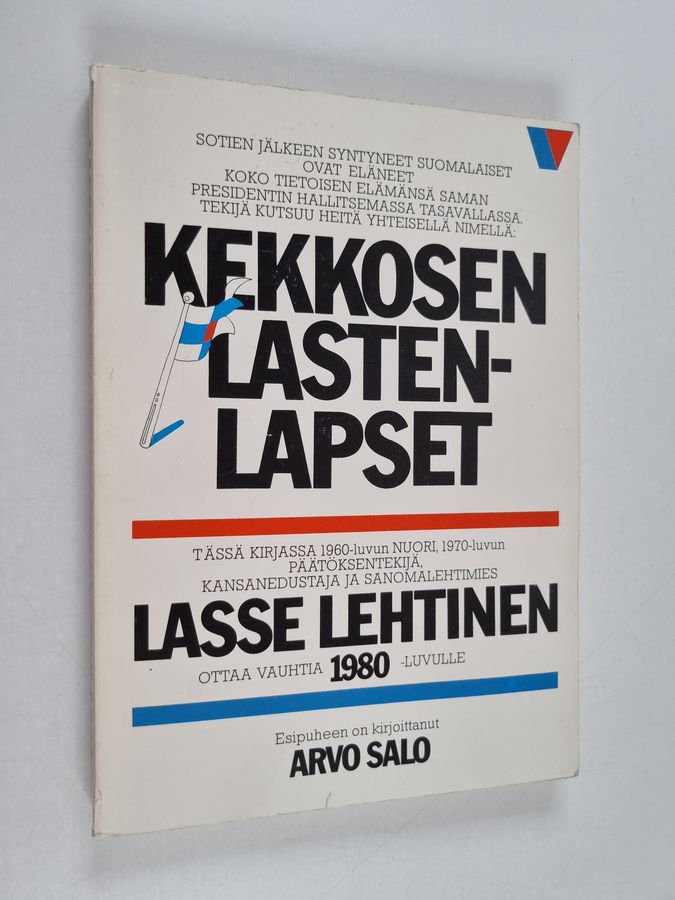 SOTIEN JÄLKEEN SYNTYNEET SUOMALAISET
OVAT ELÄNEET
KOKO TIETOISEN ELÄMÄNSÄ SAMAN
PRESIDENTIN HALLITSEMASSA TASAVALLASSA.
TEKIJÄ KUTSUU HEITÄ YHTEISELLÄ NIMELLÄ:
KEKKOSEN
LASTEN-
LAPSET
TÄSSÄ KIRJASSA 1960-luvun NUORI, 1970-luvun
PÄÄTÖKSENTEKIJÄ,
KANSANEDUSTAJA JA SANOMALEHTIMIES
LASSE LEHTINEN
OTTAA VAUHTIA 1980 -LUVULLE
Esipuheen on kirjoittanut
ARVO SALO